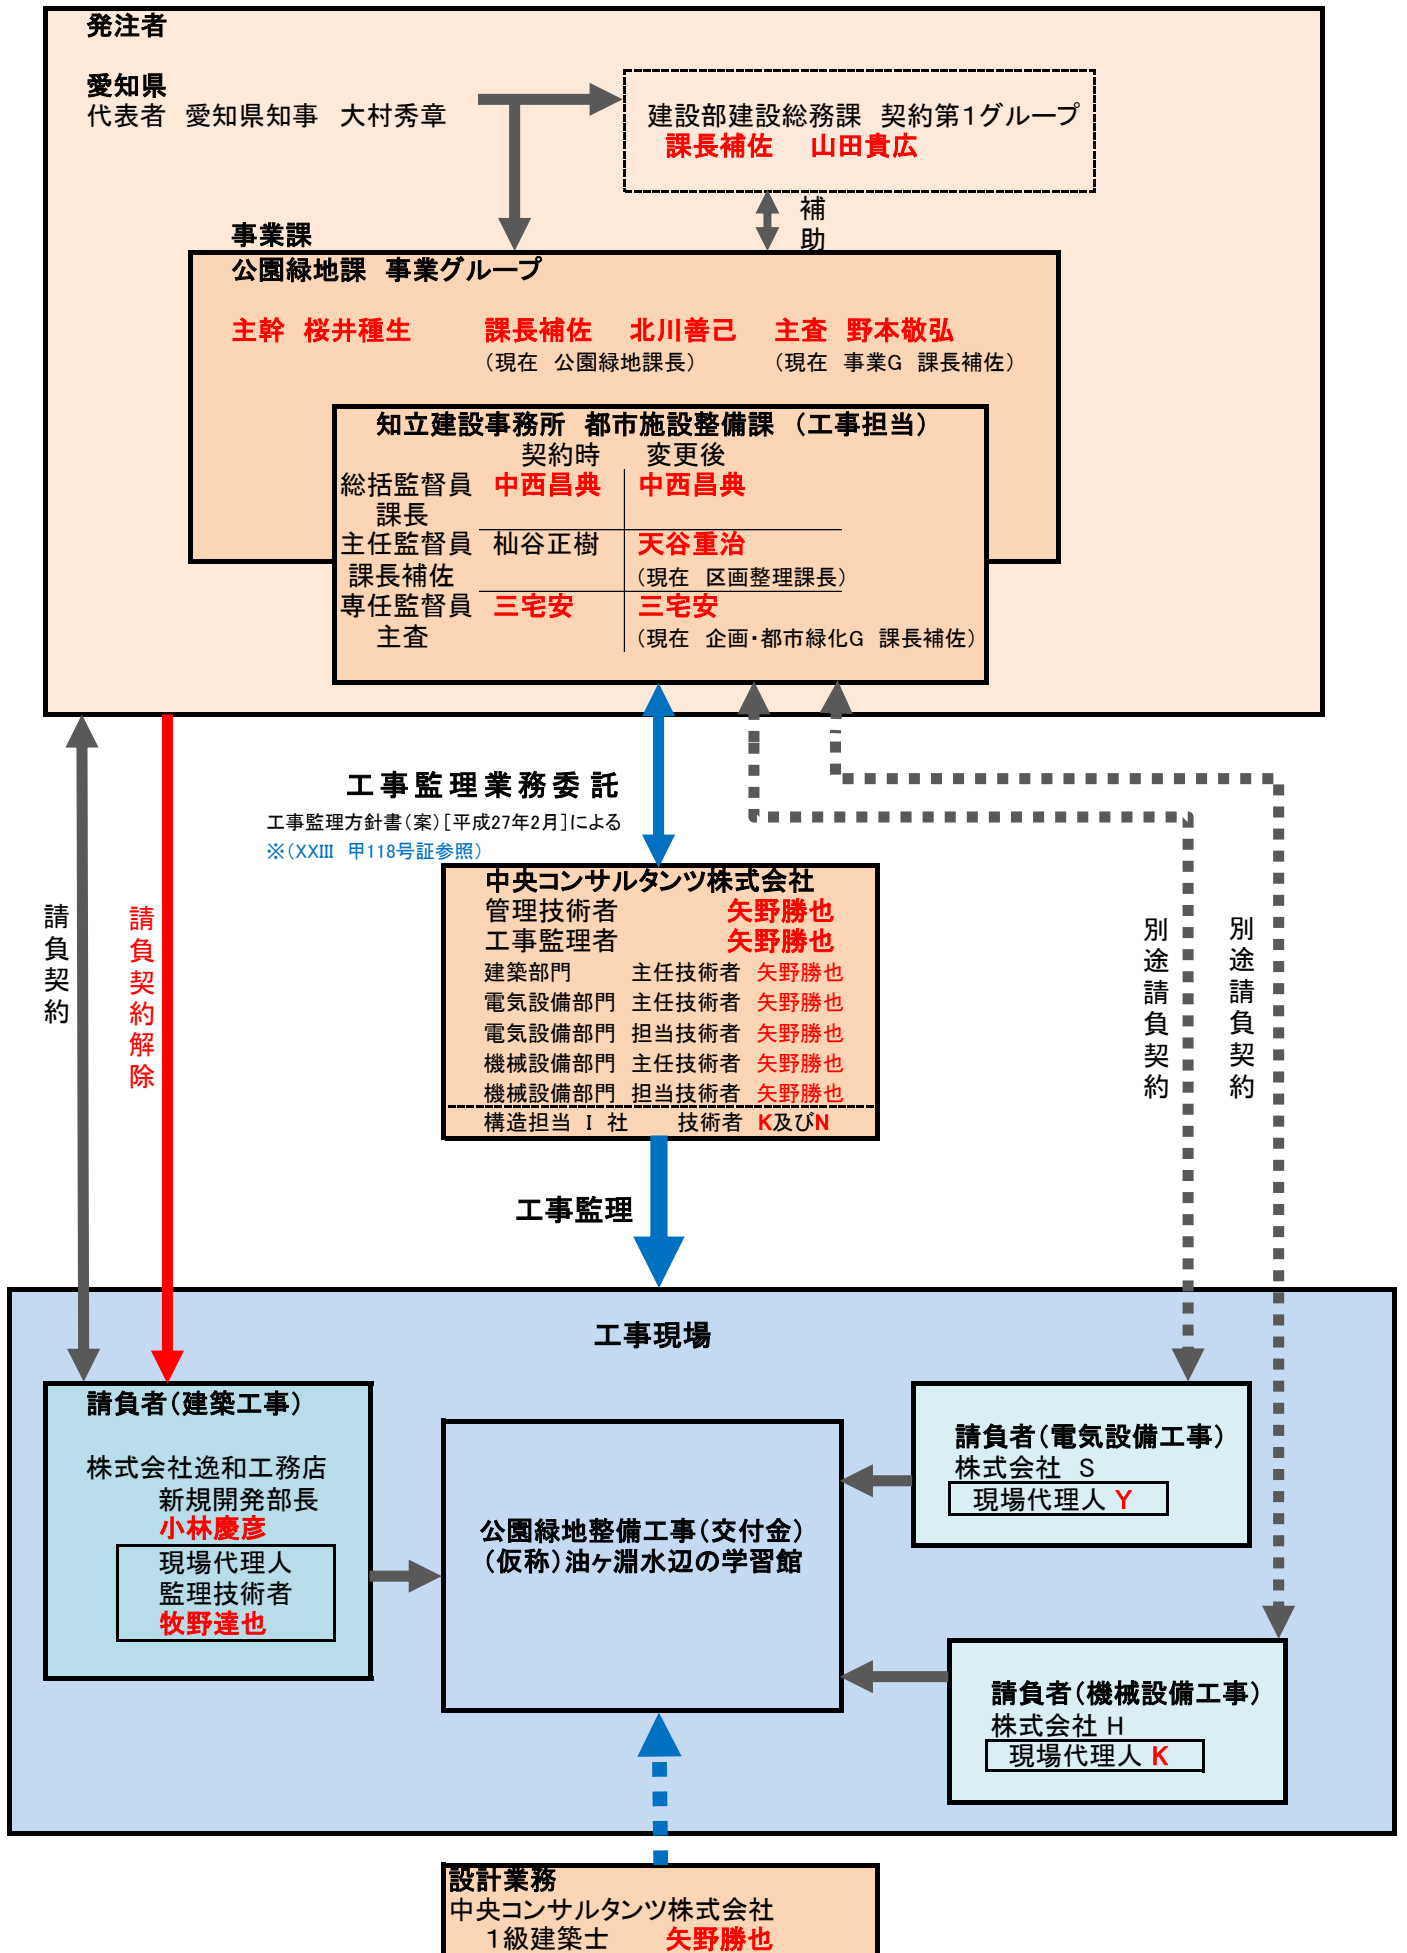 発注者
愛知県
代表者　愛知県知事　大村秀章
建設部建設総務課　契約第１グループ
課長補佐　山田貴広
補助
事業課
公園緑地課　事業グループ
主幹　桜井種生　課長補佐　北川善己　主査　野本敬弘
（現在　公園緑地課長）　（現在　事業G　課長補佐）
知立建設事務所　都市施設整備課　（工事担当）
契約時　変更後
総括監督員　中西昌典　中西昌典
課長
主任監督員　杣谷正樹　天谷重治
課長補佐　（現在　区画整理課長）
専任監督員　三宅安　三宅安
主査　（現在　企画・都市緑化G　課長補佐）
工事監理業務委託
工事監理方針書（案）［平成27年2月］による
※（XXIII　甲118号証参照）
請負契約
請負契約解除
別途請負契約
別途請負契約
中央コンサルタンツ株式会社
管理技術者　矢野勝也
工事監理者　矢野勝也
建築部門　主任技術者　矢野勝也
電気設備部門　主任技術者　矢野勝也
電気設備部門　担当技術者　矢野勝也
機械設備部門　主任技術者　矢野勝也
機械設備部門　担当技術者　矢野勝也
構造担当　I　社　技術者　K及びN
工事監理
工事現場
請負者（建築工事）
株式会社逸和工務店
新規開発部長
小林慶彦
現場代理人
監理技術者
牧野達也
公園緑地整備工事（交付金）
（仮称）油ヶ淵水辺の学習館
請負者（電気設備工事）
株式会社　S
現場代理人　Y
請負者（機械設備工事）
株式会社 H
現場代理人　K
設計業務
中央コンサルタンツ株式会社
１級建築士　矢野勝也